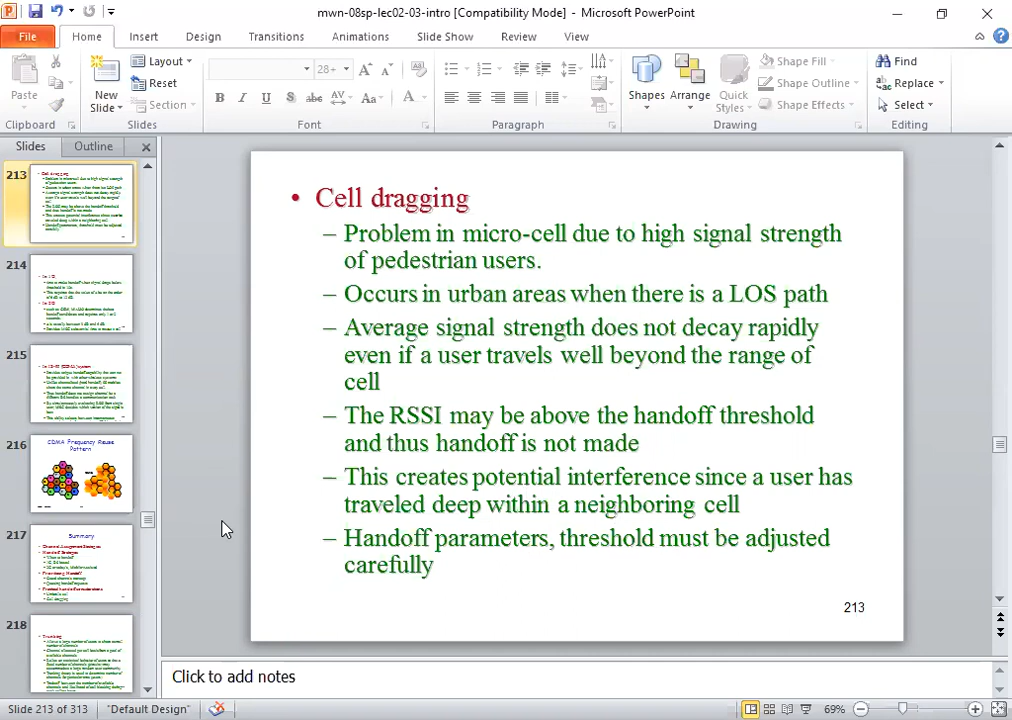 mwn-08sp-lec02-03-intro [Compatibility Mode] - Microsoft PowerPoint
File Home Insert Design Transitions Animations Slide Show Review View
Paste
New
Slide
Layout
Reset
Section
28+
B I U S abc AV Aa A
Shapes
Arrange
Quick
Styles
Shape Fill
Shape Outline
Shape Effects
Find
Replace
Select
Clipboard Slides Font Paragraph Drawing Editing
Slides Outline
213
214
215
216
CDMA Frequency Reuse
Pattern
217
Summary
218
• Cell dragging
– Problem in micro-cell due to high signal strength
of pedestrian users.
– Occurs in urban areas when there is a LOS path
– Average signal strength does not decay rapidly
even if a user travels well beyond the range of
cell
– The RSSI may be above the handoff threshold
and thus handoff is not made
– This creates potential interference since a user has
traveled deep within a neighboring cell
– Handoff parameters, threshold must be adjusted
carefully
213
Click to add notes
Slide 213 of 313 "Default Design" 69%